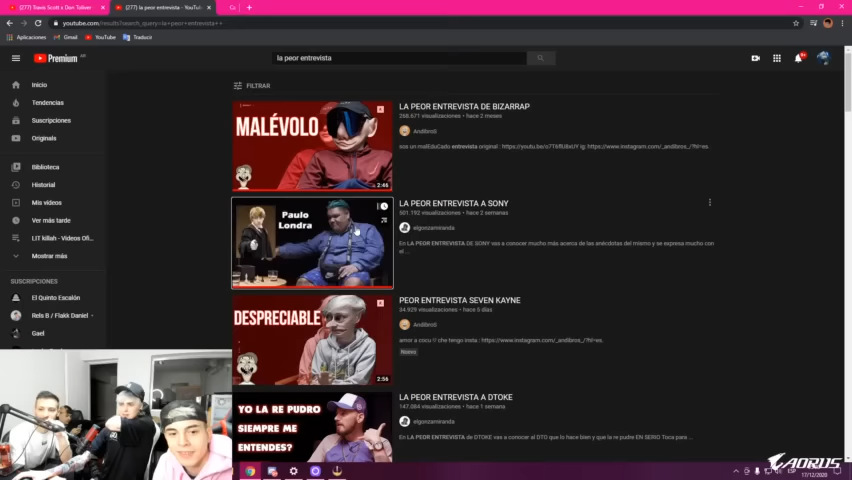 (277) Travis Scott x Don Toliver -
(277) la peor entrevista - YouTube
youtube.com/results?search_query=la+peor+entrevista++
Aplicaciones
Gmail
YouTube
Traducir
Premium
AR
la peor entrevista
9+
Inicio
Tendencias
Suscripciones
Originals
Biblioteca
Historial
Mis videos
Ver más tarde
LIT killah - Videos Ofi...
Mostrar más
SUSCRIPCIONES
El Quinto Escalón
Rels B / Flakk Daniel
Gael
FILTRAR
MALÉVOLO
2:46
LA PEOR ENTREVISTA DE BIZARRAP
268.671 visualizaciones • hace 2 meses
AndibroS
Paulo
Londra
LA PEOR ENTREVISTA A SONY
501.192 visualizaciones • hace 2 semanas
elgonzamiranda
En LA PEOR ENTREVISTA DE SONY vas a conocer mucho más acerca de las anécdotas del mismo y se expresa mucho con
el ...
DESPRECIABLE
2:56
PEOR ENTREVISTA SEVEN KAYNE
34.929 visualizaciones • hace 5 días
AndibroS
Nuevo
YO LA RE PUDRO
SIEMPRE ME
ENTENDES?
LA PEOR ENTREVISTA A DTOKE
147.684 visualizaciones • hace 1 semana
elgonzamiranda
En LA PEOR ENTREVISTA de DTOKE vas a conocer al DTO que lo hace bien y que la re pudre EN SERIO Toca para ...
AORUS
ESP
17/12/2020